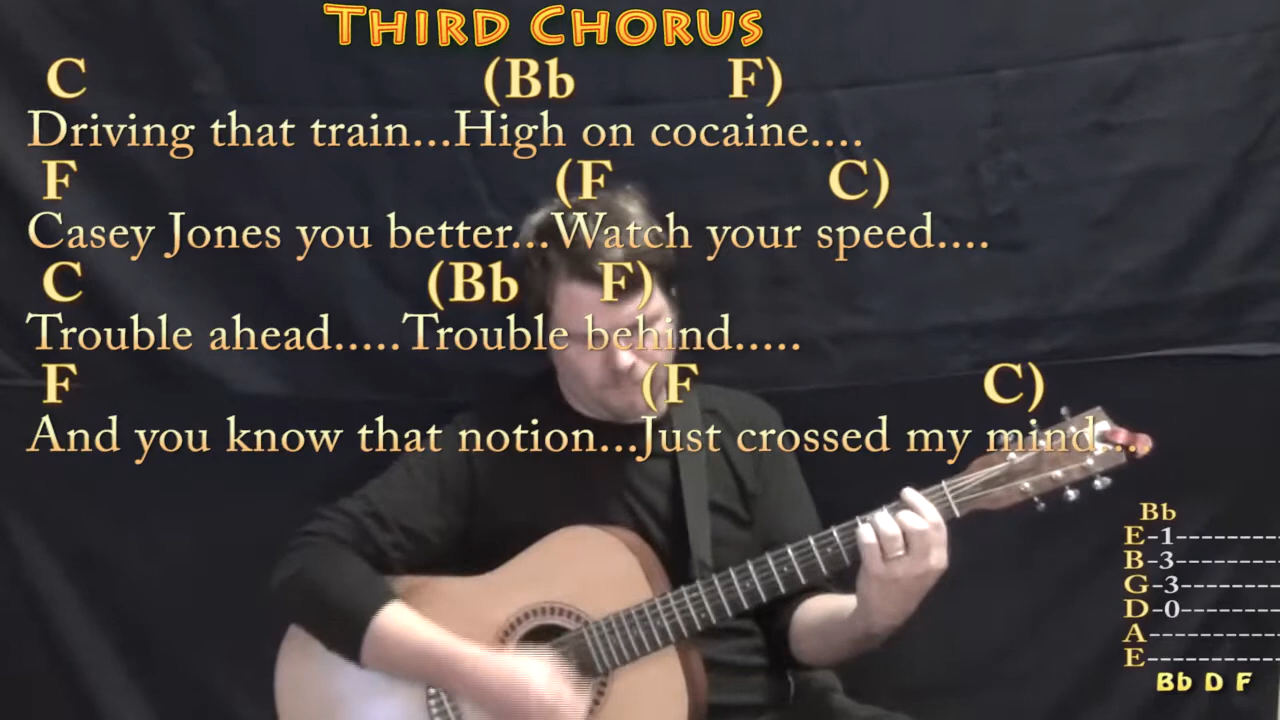 THIRD CHORUS
C (Bb F)
Driving that train...High on cocaine....
F (F C)
Casey Jones you better...Watch your speed....
C (Bb F)
Trouble ahead.....Trouble behind.....
F (F C)
And you know that notion...Just crossed my mind....
Bb
E-1--------
B-3--------
G-3--------
D-0--------
A----------
E----------
Bb D F